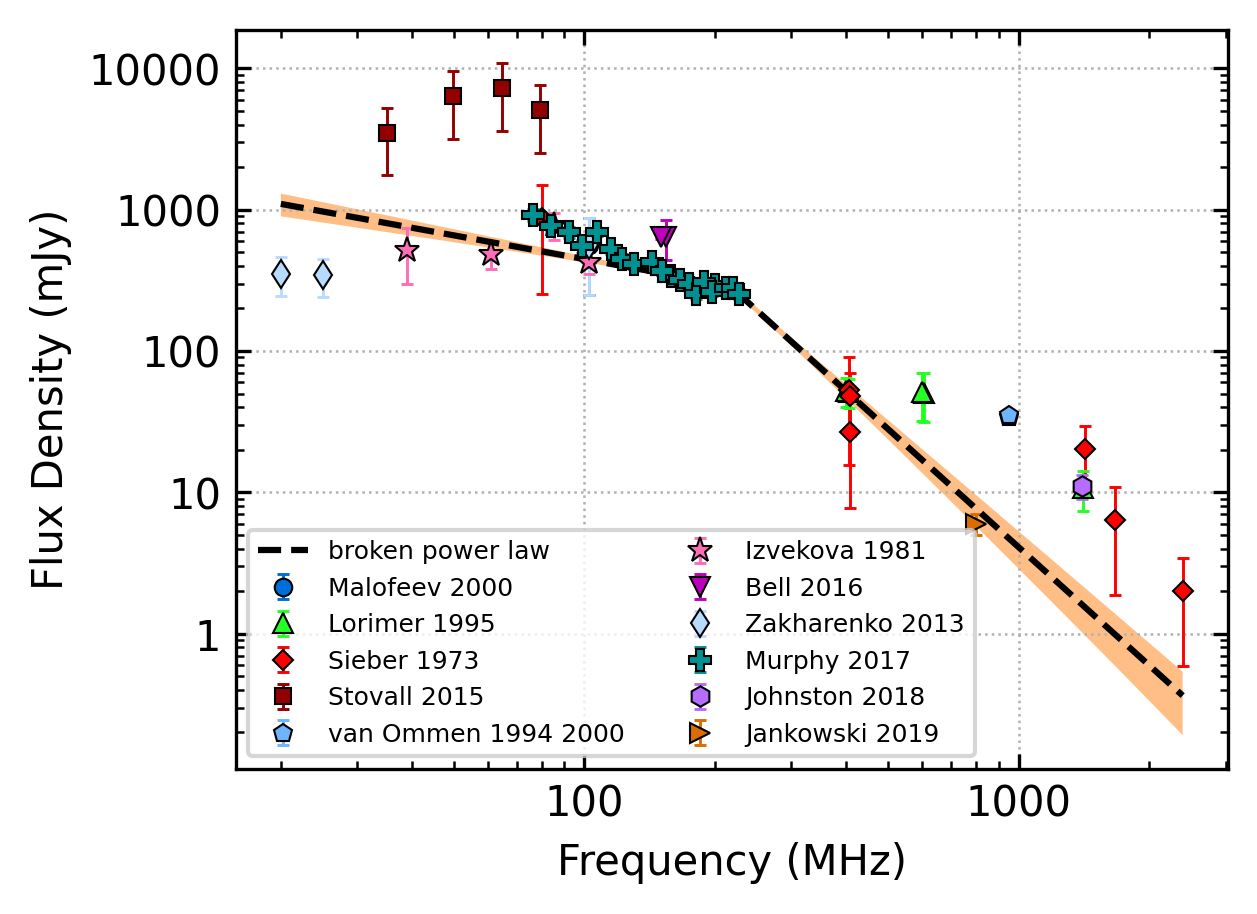 10000
1000
100
10
1
Flux Density (mJy)
broken power law
Malofeev 2000
Lorimer 1995
Sieber 1973
Stovall 2015
van Ommen 1994 2000
Izvekova 1981
Bell 2016
Zakharenko 2013
Murphy 2017
Johnston 2018
Jankowski 2019
100
1000
Frequency (MHz)